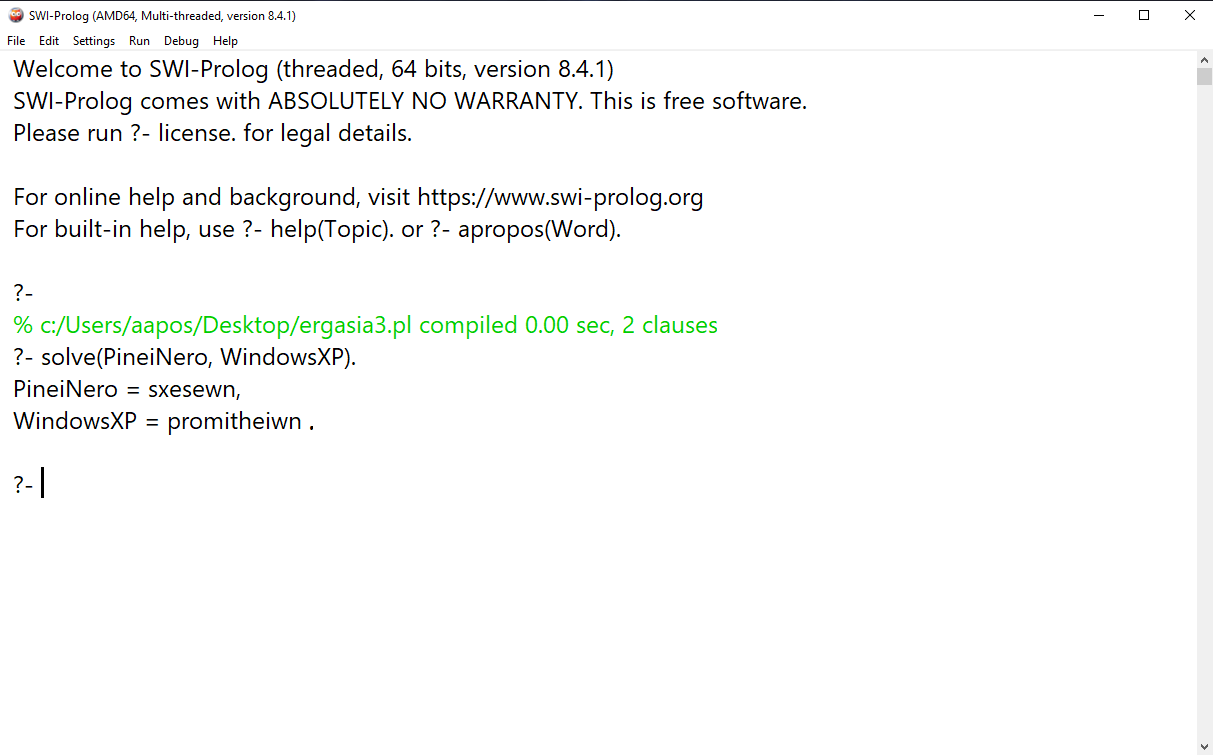 SWI-Prolog (AMD64, Multi-threaded, version 8.4.1)
File Edit Settings Run Debug Help
Welcome to SWI-Prolog (threaded, 64 bits, version 8.4.1)
SWI-Prolog comes with ABSOLUTELY NO WARRANTY. This is free software.
Please run ?- license. for legal details.
For online help and background, visit https://www.swi-prolog.org
For built-in help, use ?- help(Topic). or ?- apropos(Word).
?-
% c:/Users/aapos/Desktop/ergasia3.pl compiled 0.00 sec, 2 clauses
?- solve(PineiNero, WindowsXP).
PineiNero = sxesewn,
WindowsXP = promitheiwn .
?-